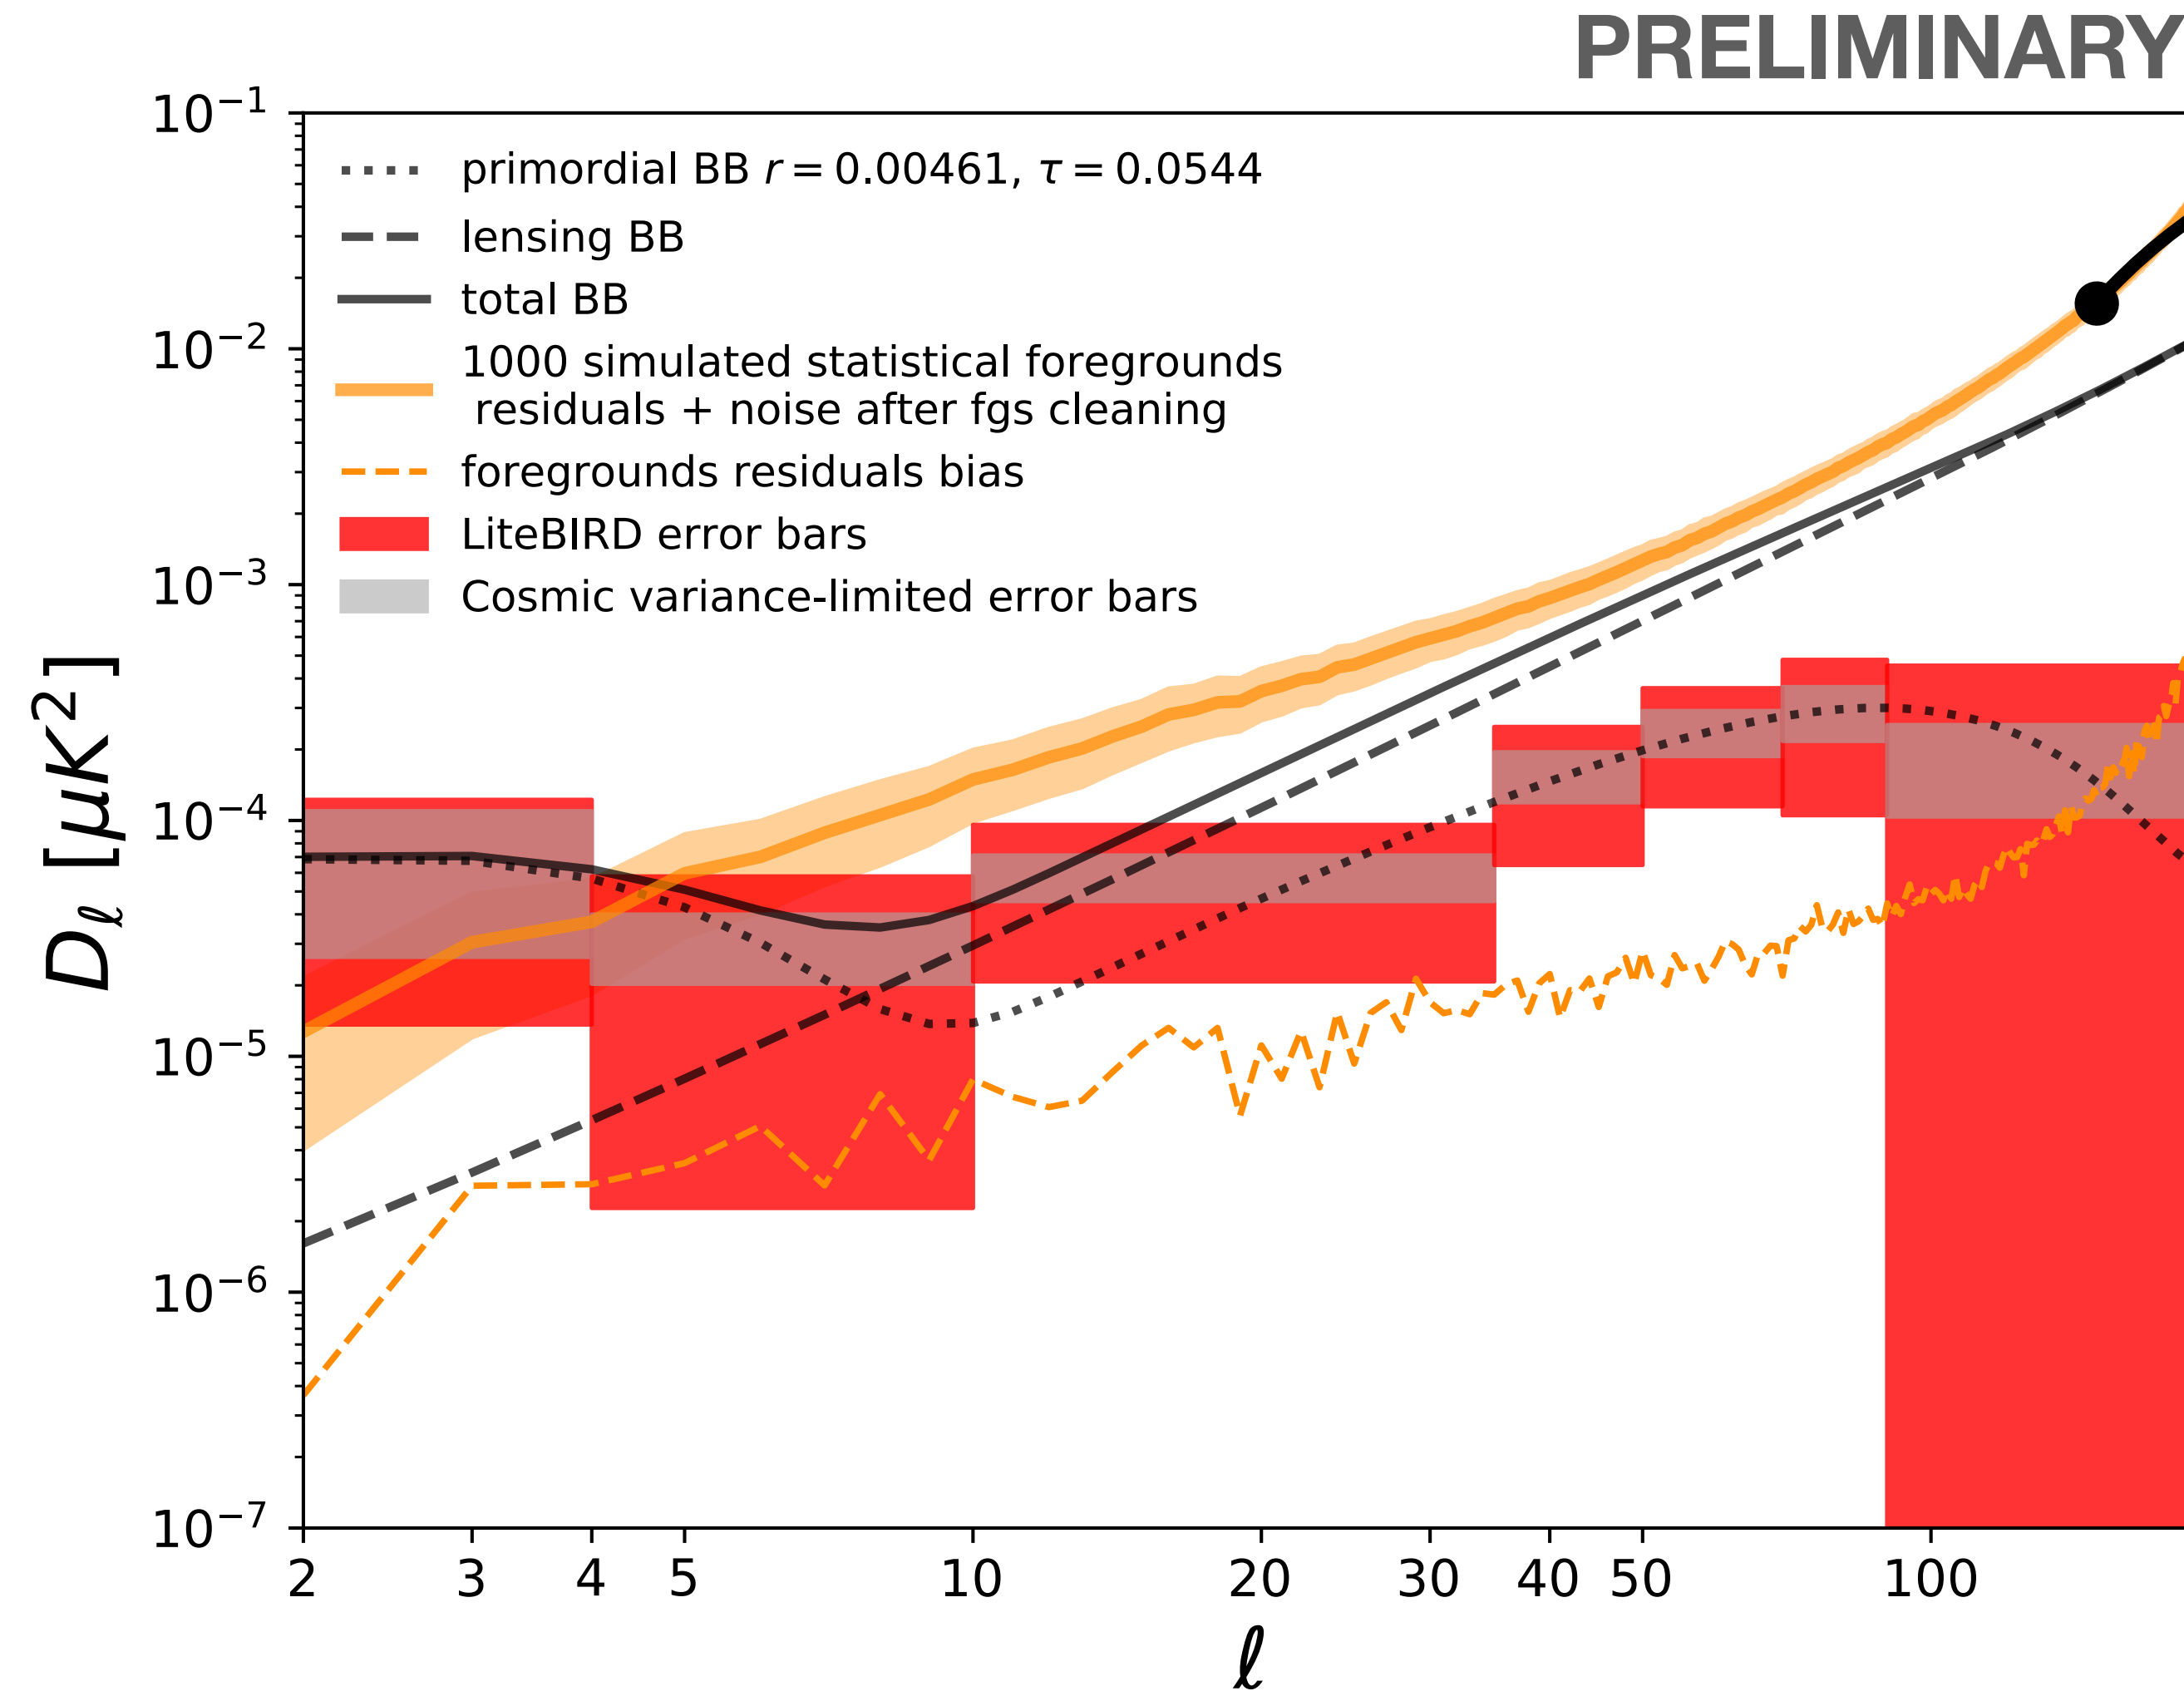 PRELIMINARY
10⁻¹
10⁻²
10⁻³
10⁻⁴
10⁻⁵
10⁻⁶
10⁻⁷
D_ℓ [μK²]
primordial BB r = 0.00461, τ = 0.0544
lensing BB
total BB
1000 simulated statistical foregrounds
residuals + noise after fgs cleaning
foregrounds residuals bias
LiteBIRD error bars
Cosmic variance-limited error bars
2 3 4 5 10 20 30 40 50 100
ℓ